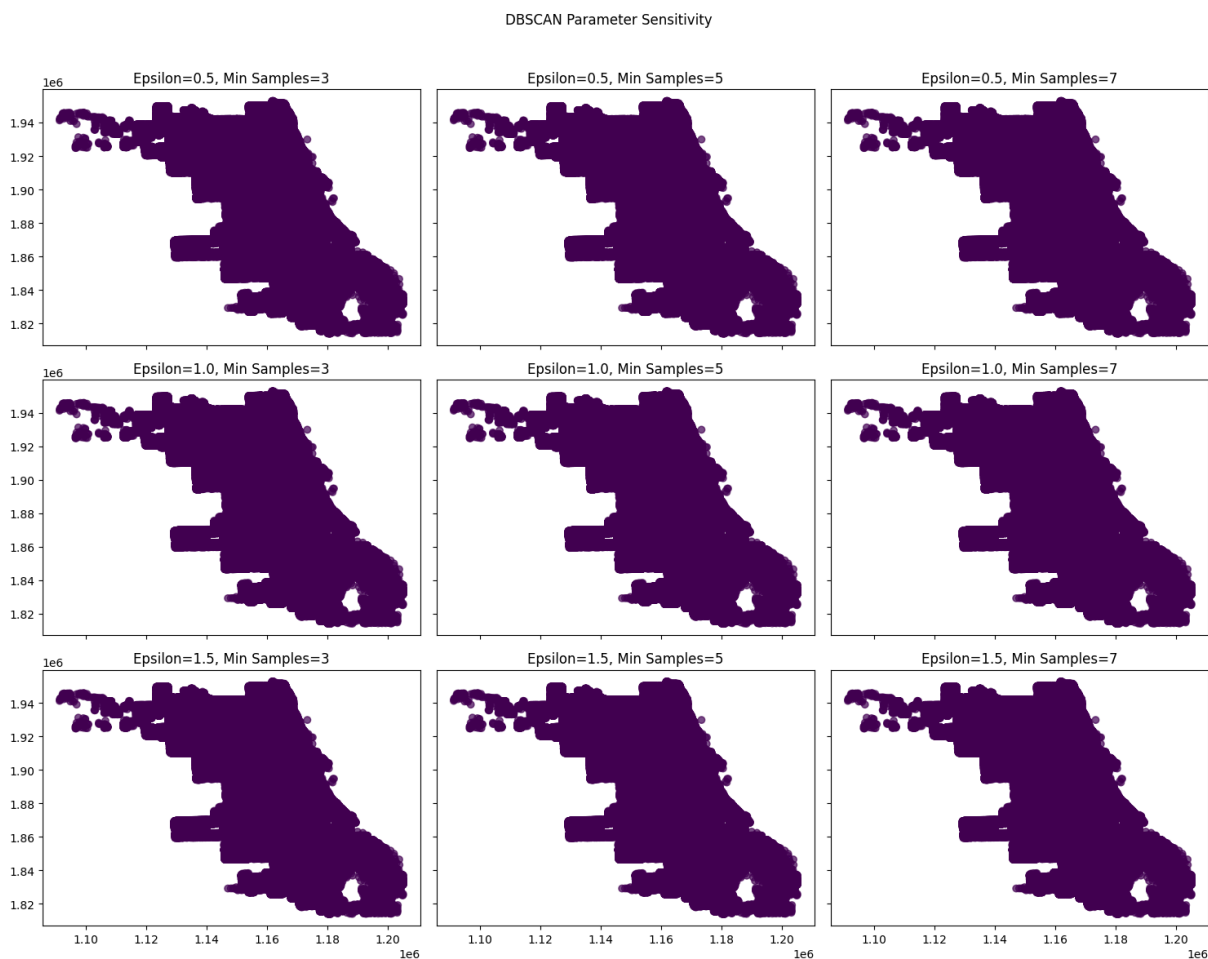 DBSCAN Parameter Sensitivity
Epsilon=0.5, Min Samples=3
Epsilon=0.5, Min Samples=5
Epsilon=0.5, Min Samples=7
1e6
1.94
1.92
1.90
1.88
1.86
1.84
1.82
Epsilon=1.0, Min Samples=3
Epsilon=1.0, Min Samples=5
Epsilon=1.0, Min Samples=7
1e6
1.94
1.92
1.90
1.88
1.86
1.84
1.82
Epsilon=1.5, Min Samples=3
Epsilon=1.5, Min Samples=5
Epsilon=1.5, Min Samples=7
1e6
1.94
1.92
1.90
1.88
1.86
1.84
1.82
1.10 1.12 1.14 1.16 1.18 1.20
1e6
1.10 1.12 1.14 1.16 1.18 1.20
1e6
1.10 1.12 1.14 1.16 1.18 1.20
1e6